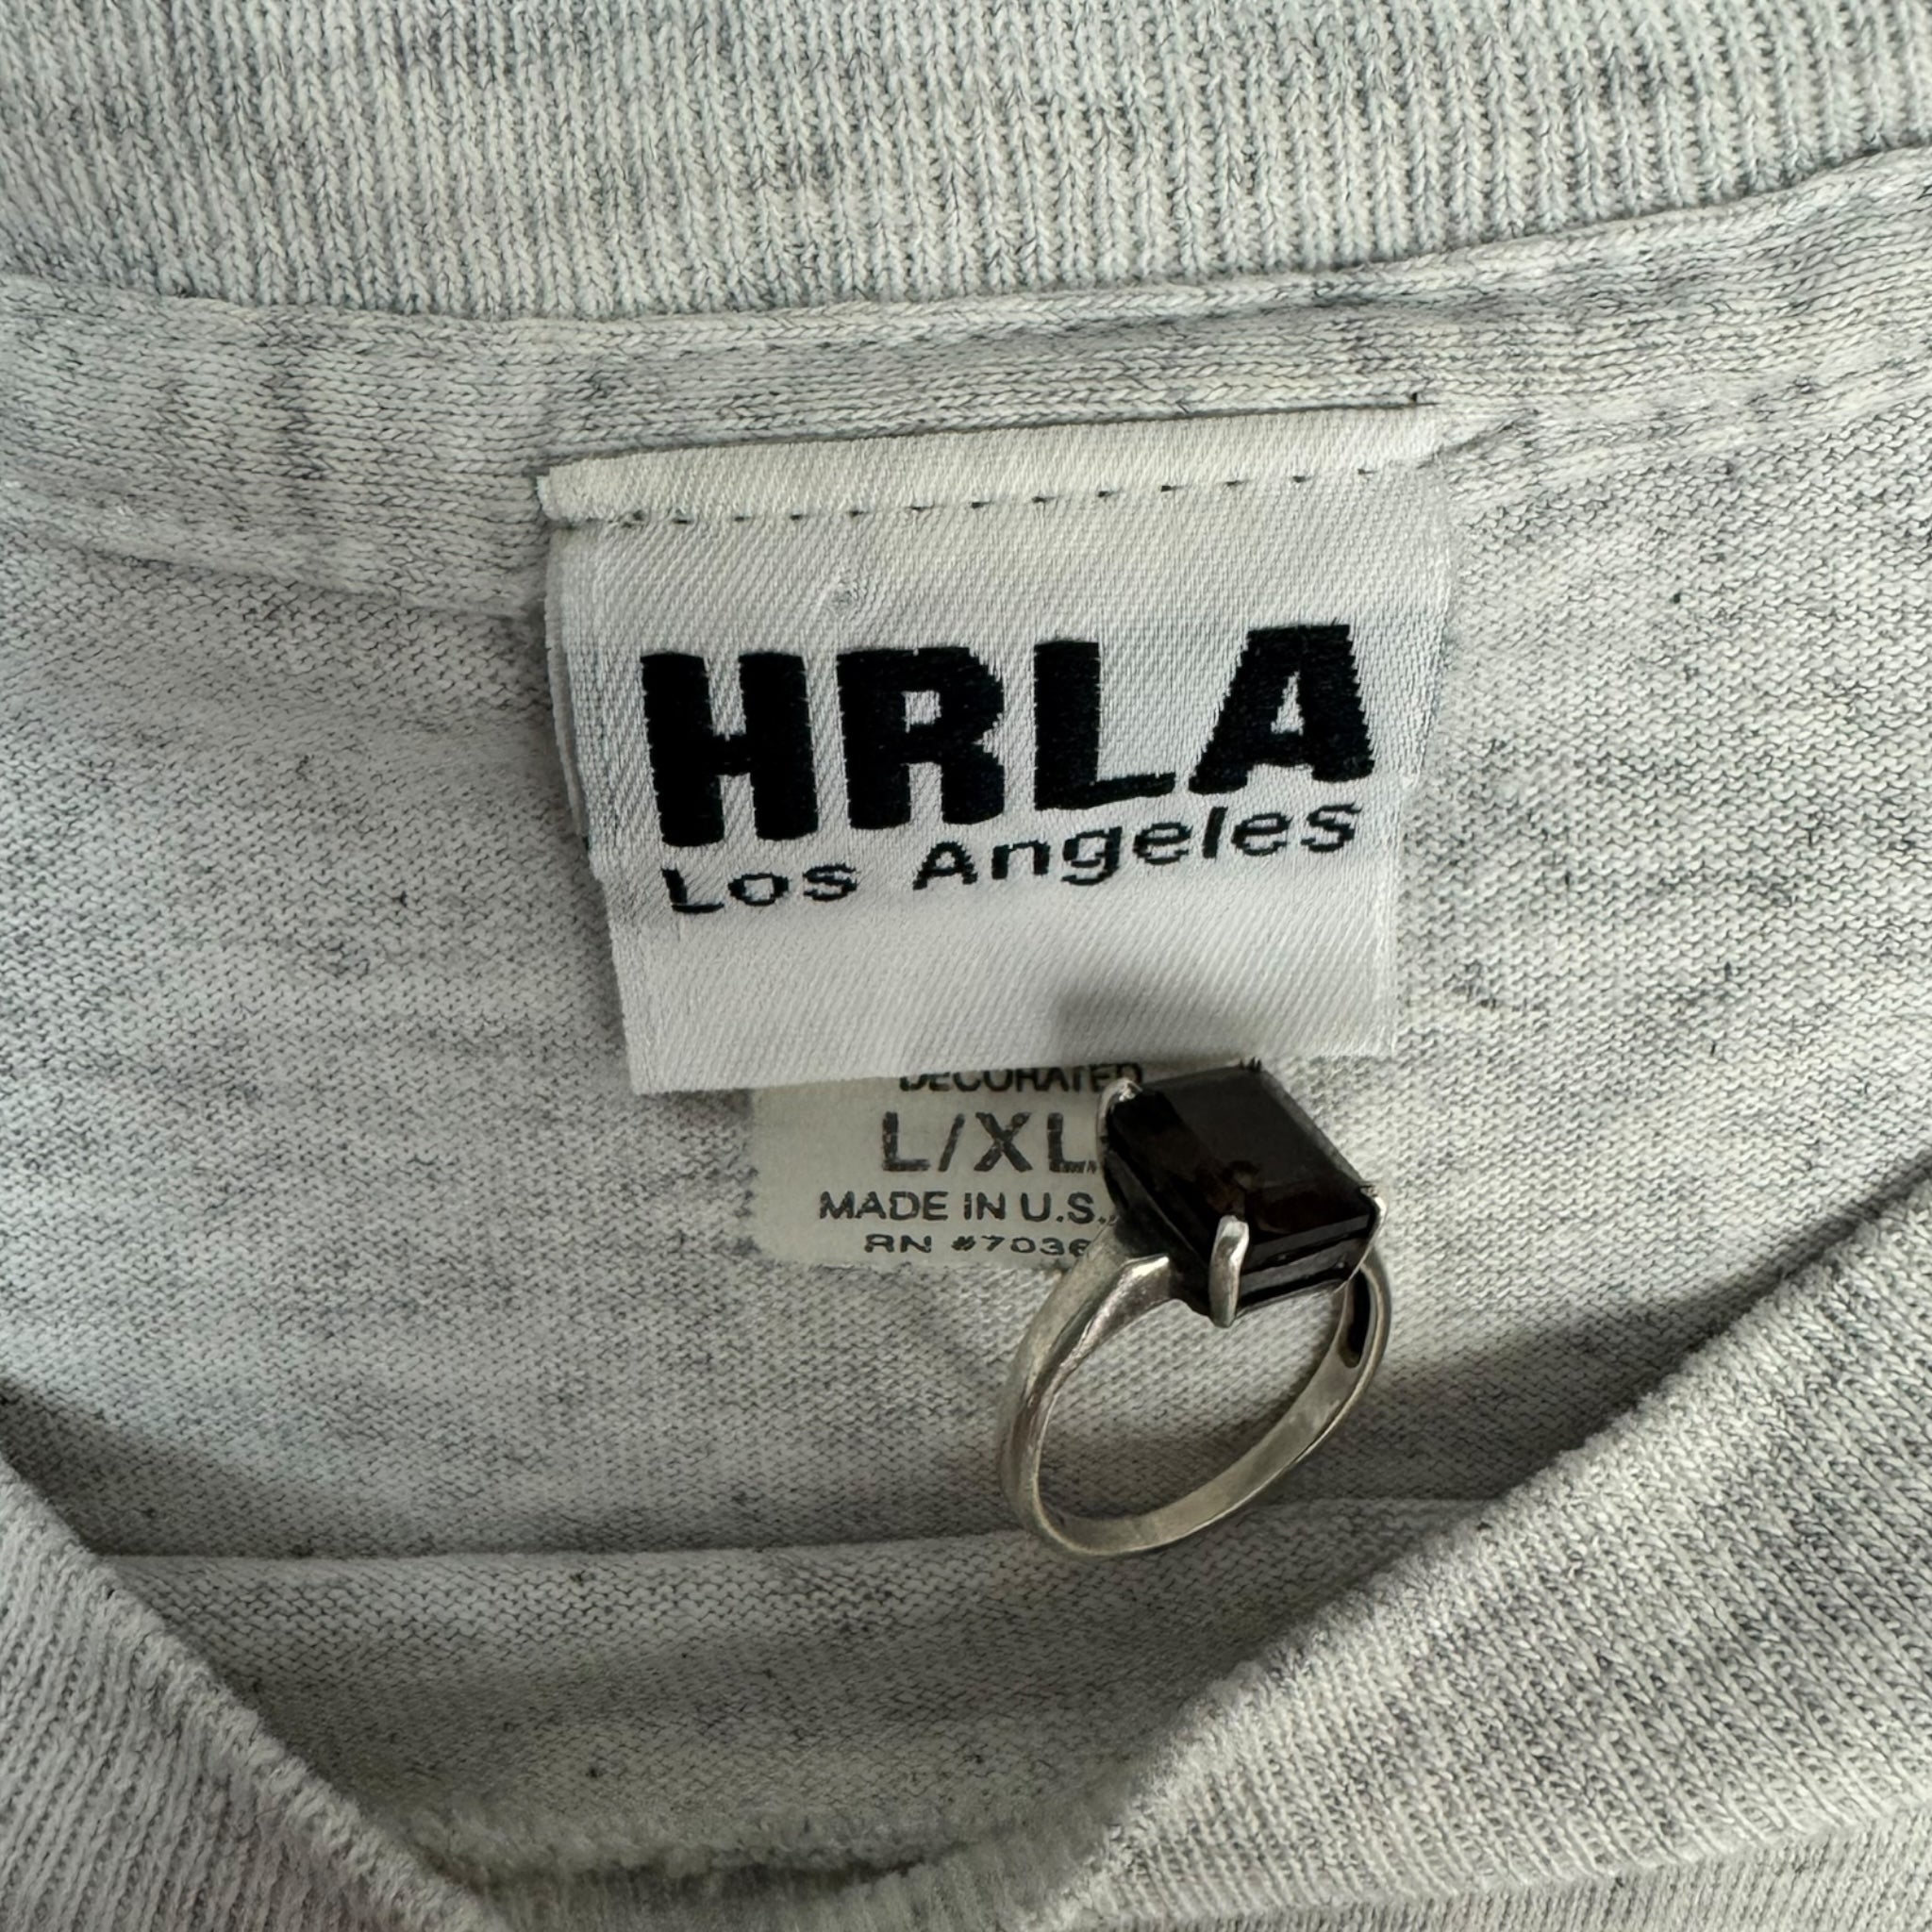 HRLA
Los Angeles
DECORATED
L/XL
MADE IN U.S.
RN #7036